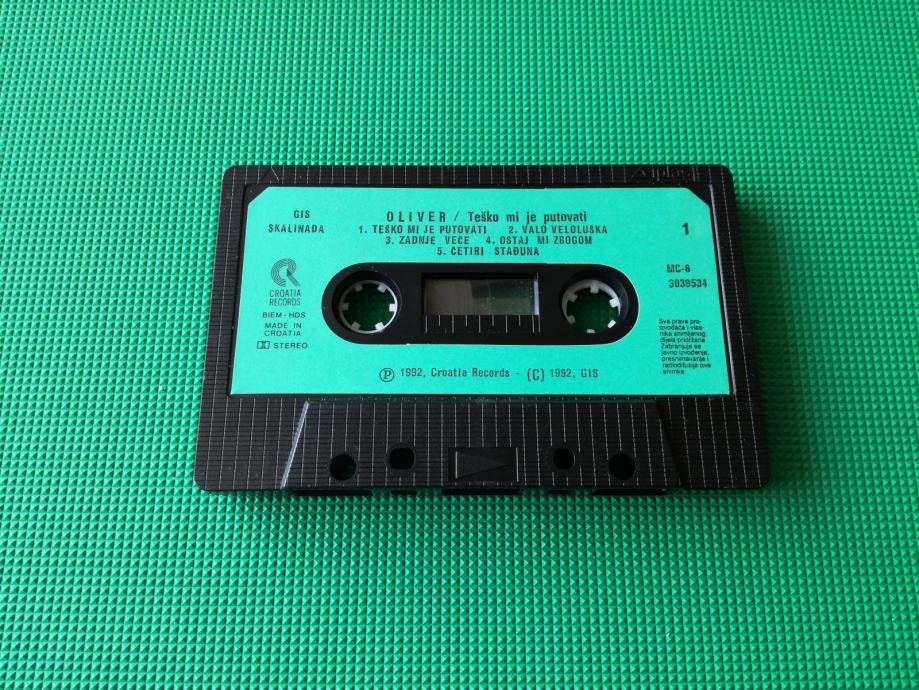 GIS
SKALINADA
OLIVER / Teško mi je putovati
1. TEŠKO MI JE PUTOVATI 2. VALO VELOLUŠKA
3. ZADNJE VEČE 4. OSTAJ MI ZBOGOM
5. ČETIRI STAĐUNA
1
CROATIA
RECORDS
BIEM-HDS
MADE IN
CROATIA
STEREO
MC-6
3039534
Sva prava pro-
izvođača i vlas-
nika snimljenog
djela pridržana
Zabranjuje se
javno izvođenje,
presnimavanje i
radiodifuzija ove
snimke
Ⓟ 1992, Croatia Records - (C) 1992, GIS